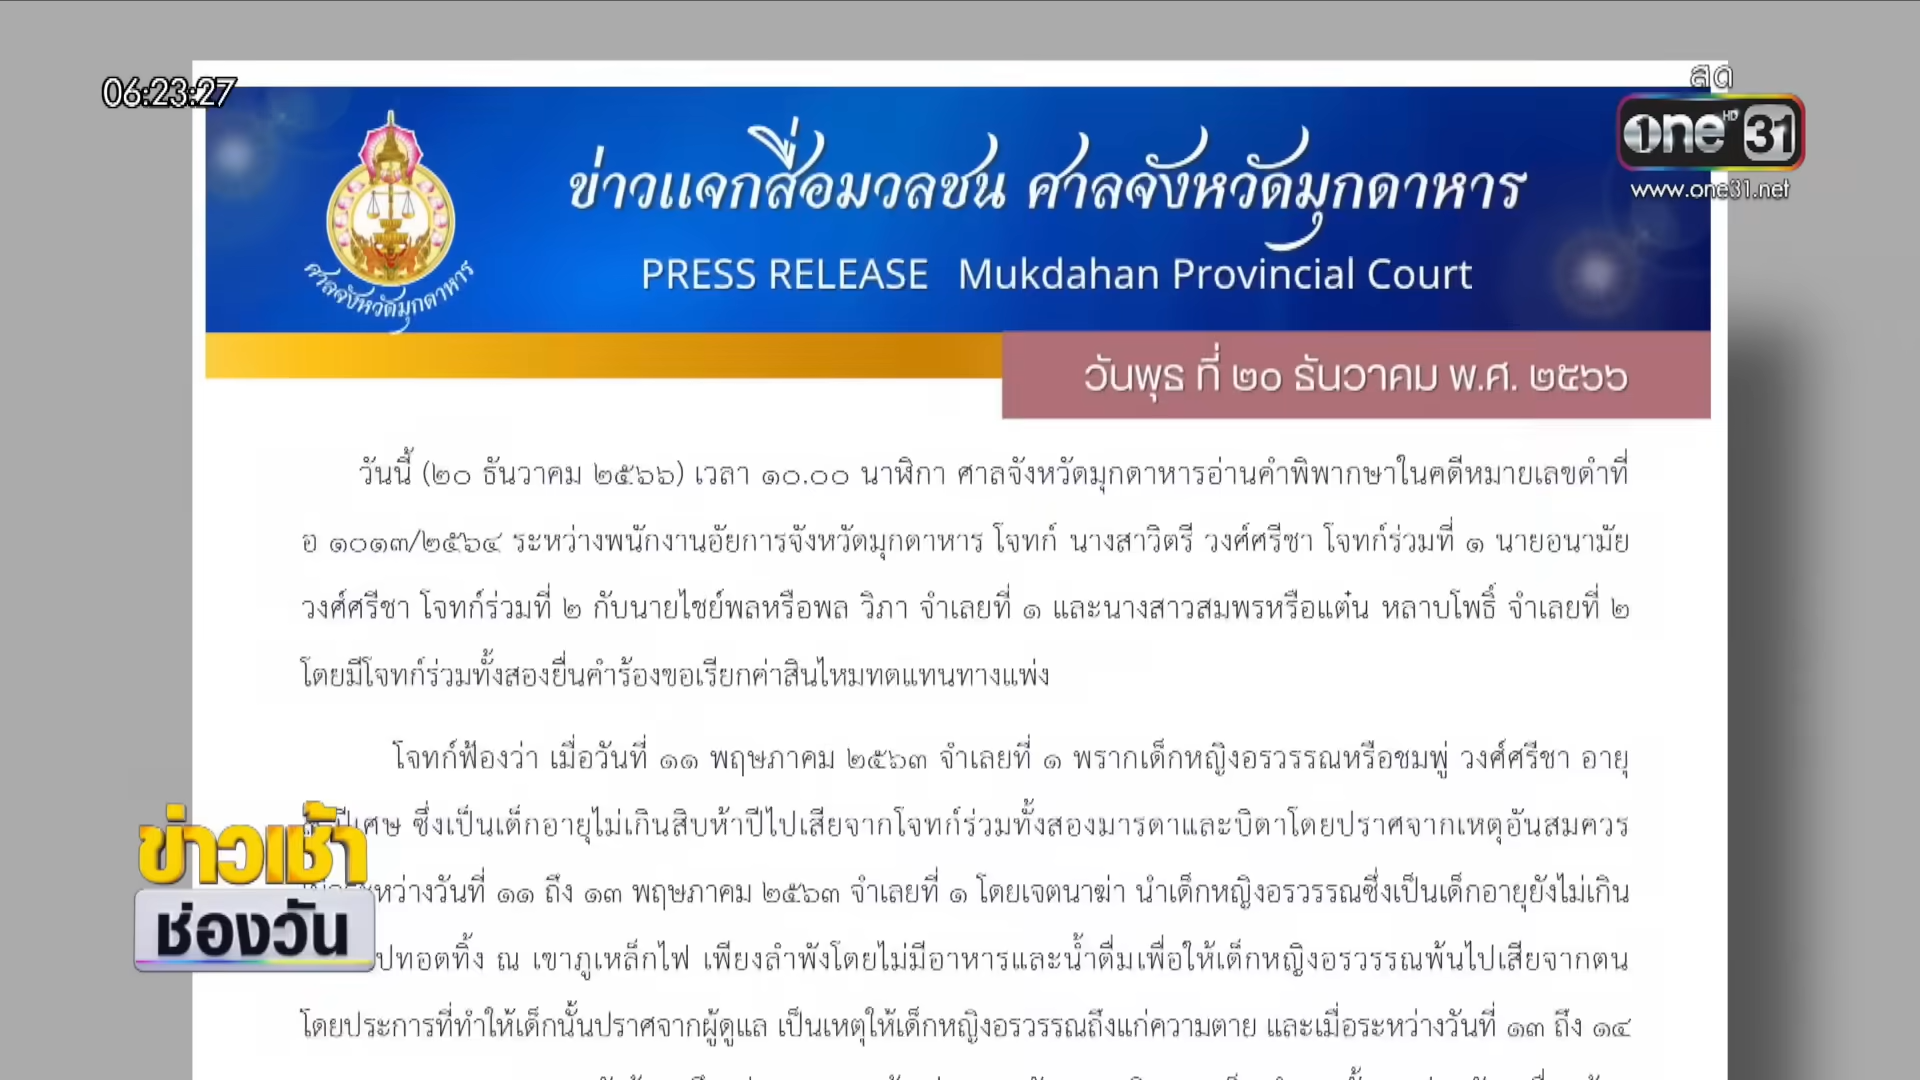 06:23:27
สด
one HD 31
www.one31.net
ข่าวแจกสื่อมวลชน ศาลจังหวัดมุกดาหาร
PRESS RELEASE Mukdahan Provincial Court
ศาลจังหวัดมุกดาหาร
วันพุธ ที่ ๒๐ ธันวาคม พ.ศ. ๒๕๖๖
วันนี้ (๒๐ ธันวาคม ๒๕๖๖) เวลา ๑๐.๐๐ นาฬิกา ศาลจังหวัดมุกดาหารอ่านคำพิพากษาในคดีหมายเลขดำที่
อ ๑๐๑๓/๒๕๖๔ ระหว่างพนักงานอัยการจังหวัดมุกดาหาร โจทก์ นางสาวิตรี วงศ์ศรีชา โจทก์ร่วมที่ ๑ นายอนามัย
วงศ์ศรีชา โจทก์ร่วมที่ ๒ กับนายไชย์พลหรือพล วิภา จำเลยที่ ๑ และนางสาวสมพรหรือแต๋น หลาบโพธิ์ จำเลยที่ ๒
โดยมีโจทก์ร่วมทั้งสองยื่นคำร้องขอเรียกค่าสินไหมทดแทนทางแพ่ง
โจทก์ฟ้องว่า เมื่อวันที่ ๑๑ พฤษภาคม ๒๕๖๓ จำเลยที่ ๑ พรากเด็กหญิงอรวรรณหรือชมพู่ วงศ์ศรีชา อายุ
ปีเศษ ซึ่งเป็นเด็กอายุไม่เกินสิบห้าปีไปเสียจากโจทก์ร่วมทั้งสองมารดาและบิดาโดยปราศจากเหตุอันสมควร
หว่างวันที่ ๑๑ ถึง ๑๓ พฤษภาคม ๒๕๖๓ จำเลยที่ ๑ โดยเจตนาฆ่า นำเด็กหญิงอรวรรณซึ่งเป็นเด็กอายุยังไม่เกิน
ปทอดทิ้ง ณ เขาภูเหล็กไฟ เพียงลำพังโดยไม่มีอาหารและน้ำดื่มเพื่อให้เด็กหญิงอรวรรณพ้นไปเสียจากตน
โดยประการที่ทำให้เด็กนั้นปราศจากผู้ดูแล เป็นเหตุให้เด็กหญิงอรวรรณถึงแก่ความตาย และเมื่อระหว่างวันที่ ๑๓ ถึง ๑๔
ข่าวเช้า
ช่องวัน